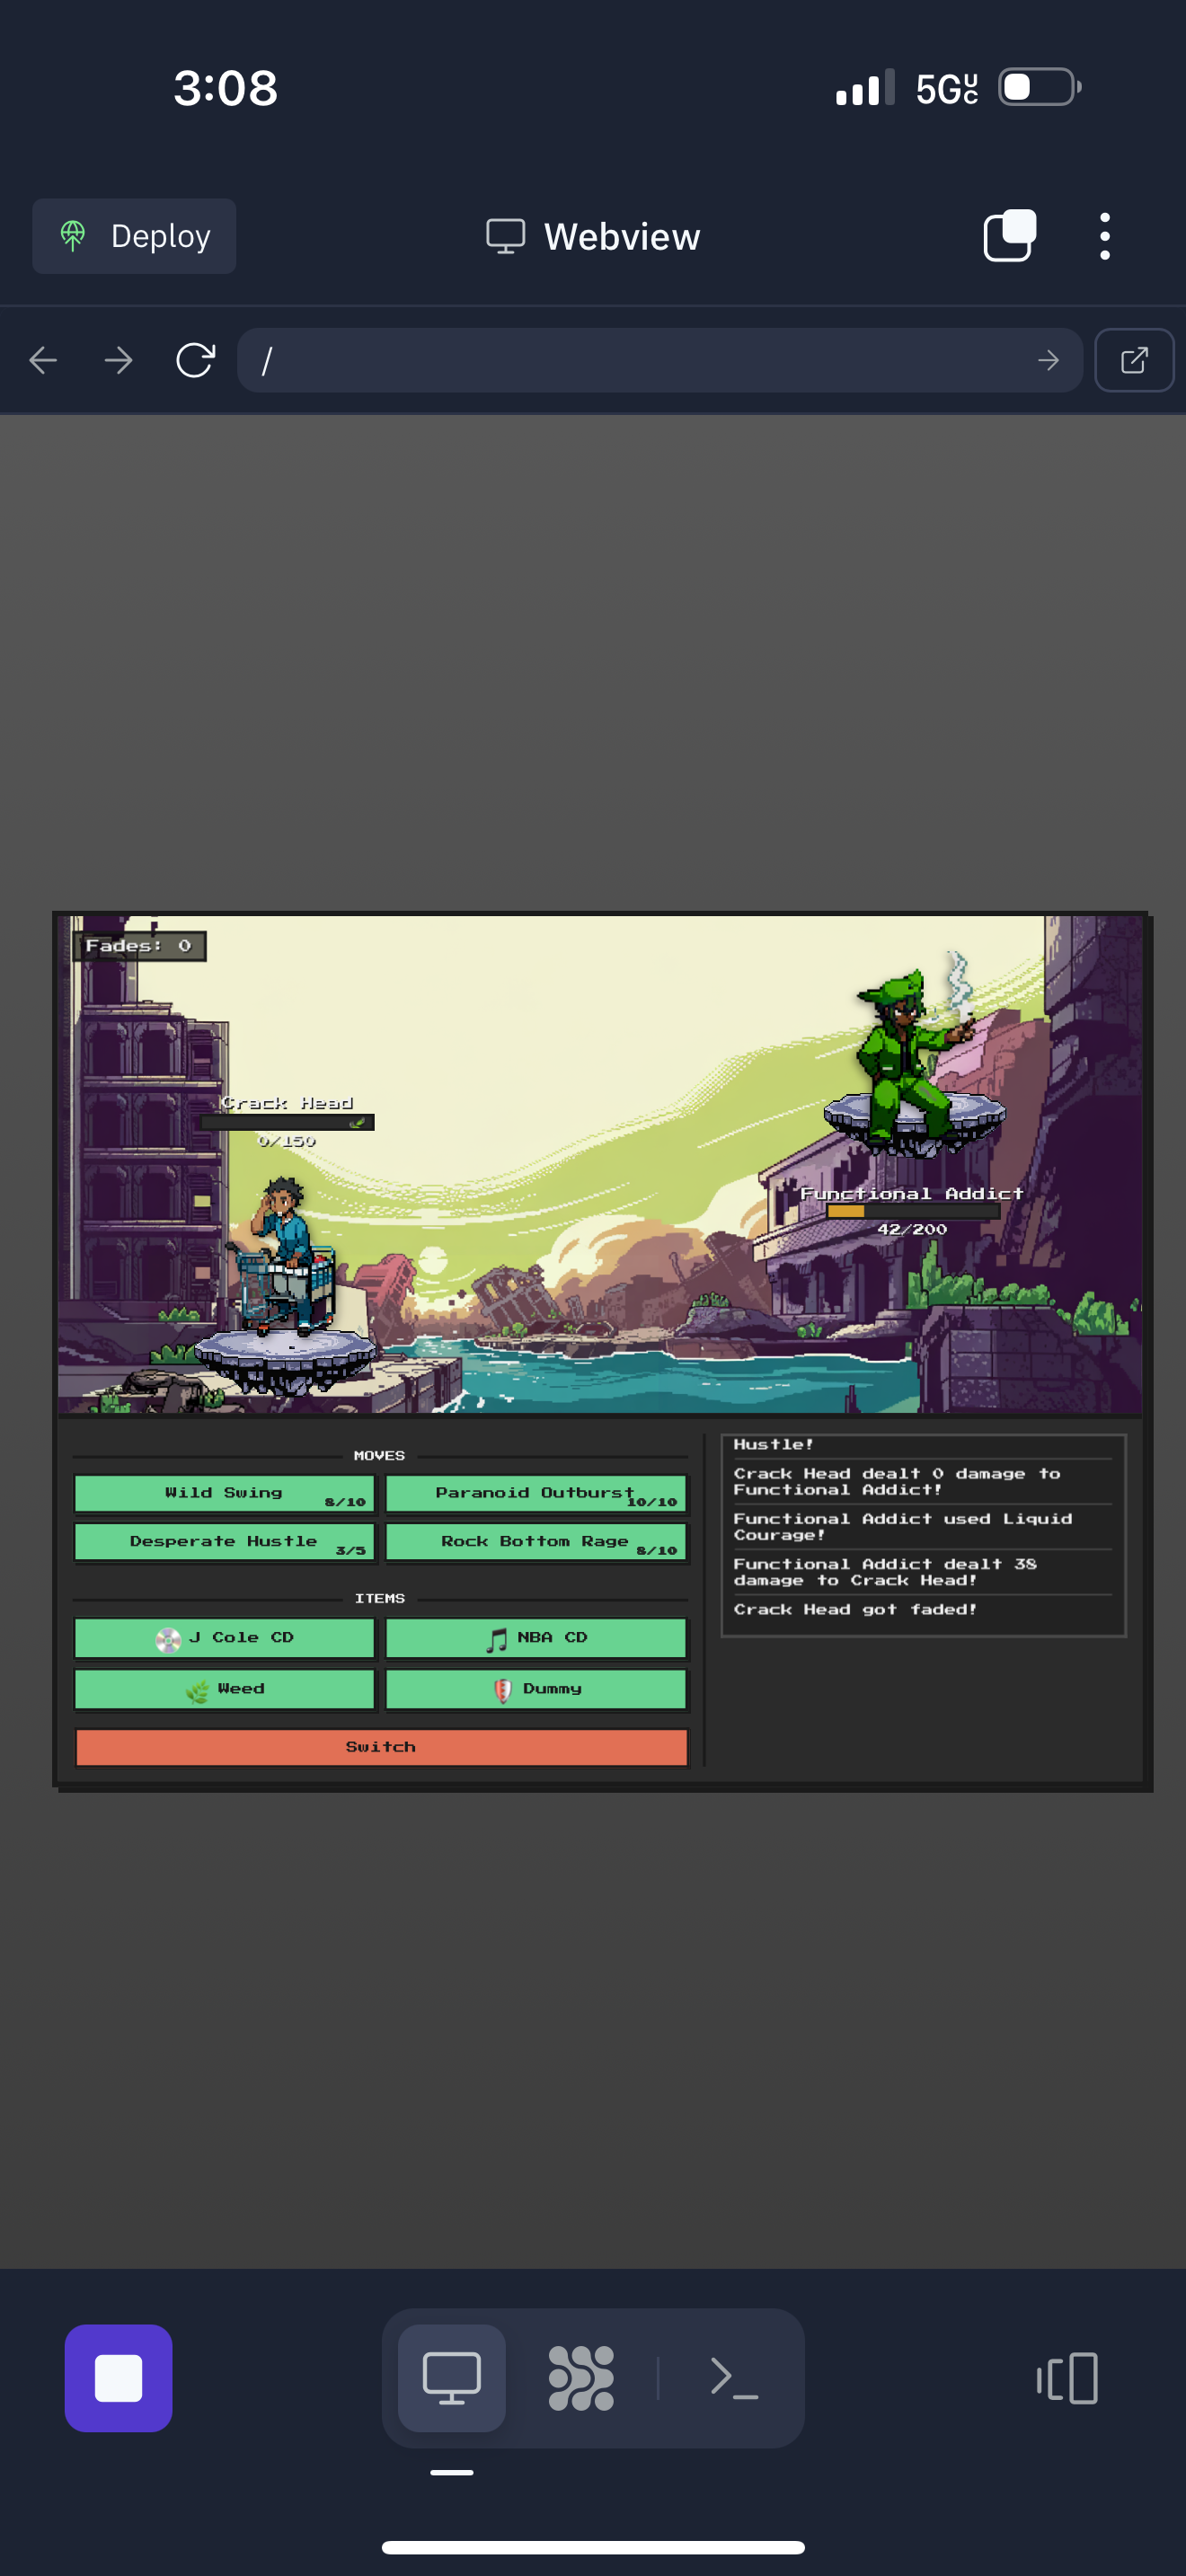 3:08
5GUC
Deploy
Webview
/
Fades: 0
Crack Head
0/150
Functional Addict
42/200
MOVES
Wild Swing
8/10
Paranoid Outburst
10/10
Desperate Hustle
3/5
Rock Bottom Rage
8/10
ITEMS
J Cole CD
NBA CD
Weed
Dummy
Switch
Hustle!
Crack Head dealt 0 damage to
Functional Addict!
Functional Addict used Liquid
Courage!
Functional Addict dealt 38
damage to Crack Head!
Crack Head got faded!